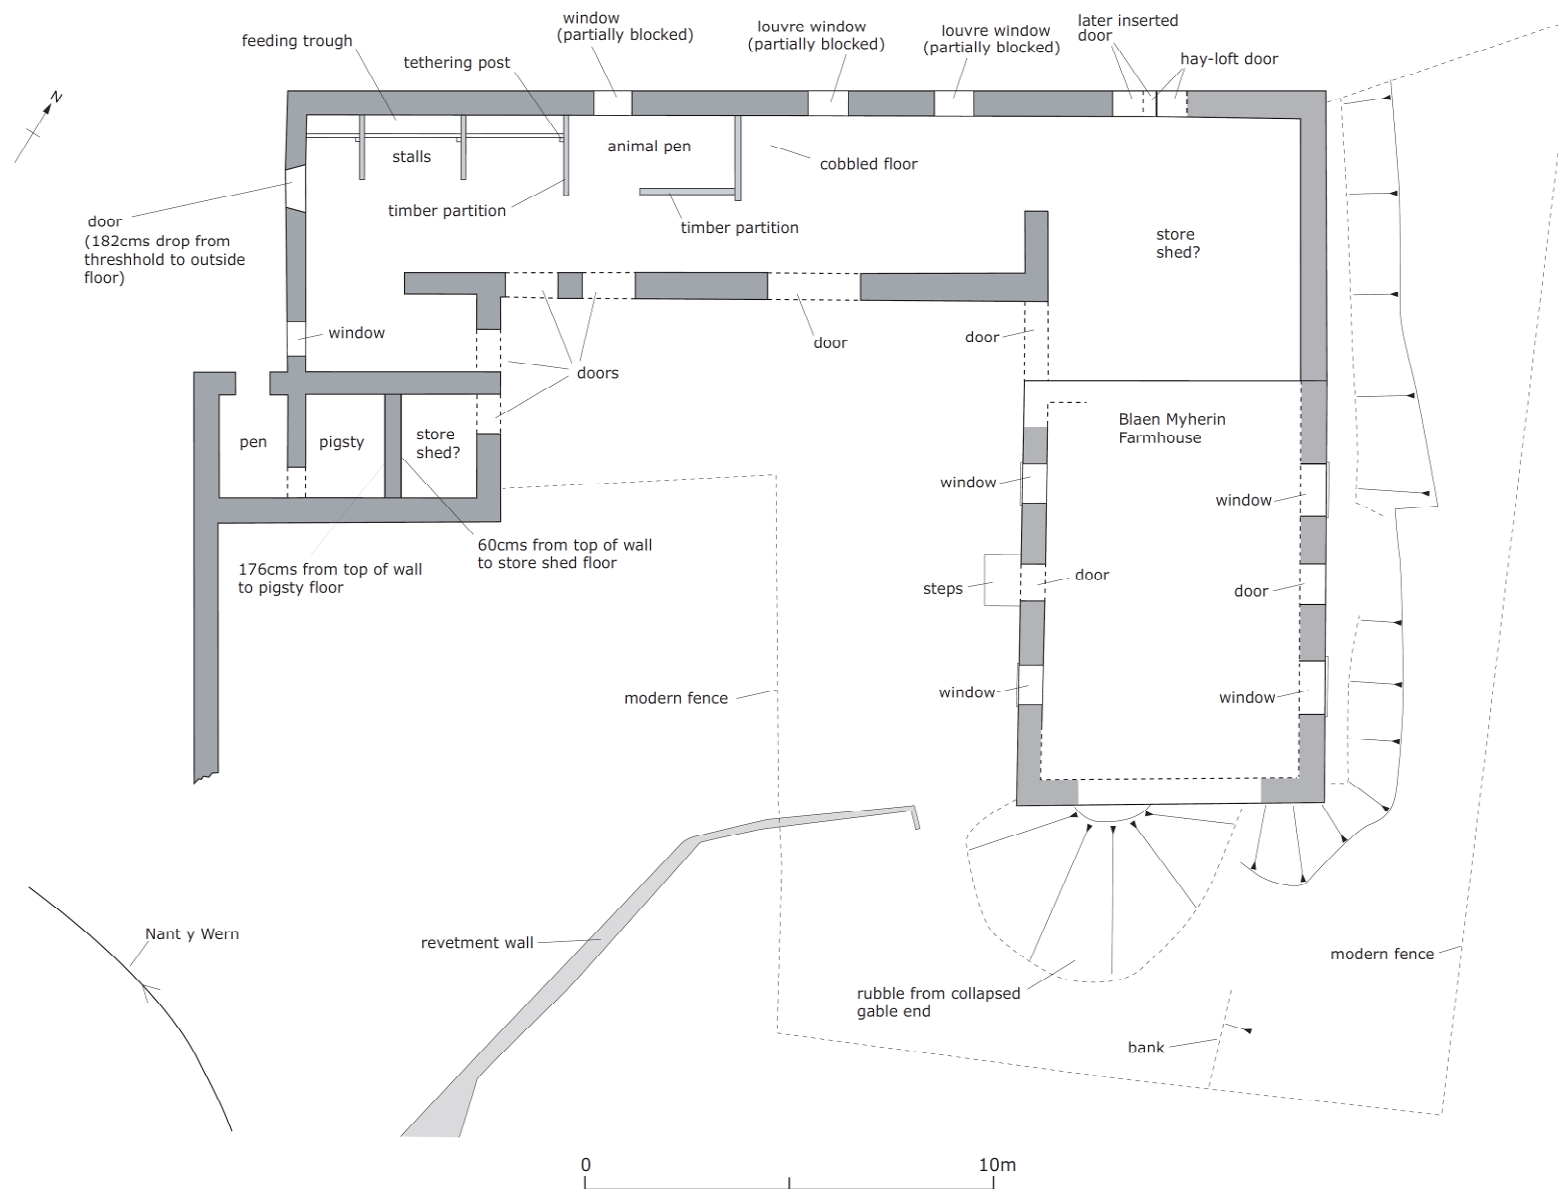 window
(partially blocked)
louvre window
(partially blocked)
louvre window
(partially blocked)
later inserted
door
hay-loft door
feeding trough
tethering post
N
stalls
animal pen
cobbled floor
timber partition
timber partition
door
(182cms drop from
threshhold to outside
floor)
store
shed?
window
door
door
doors
pen
pigsty
store
shed?
Blaen Myherin
Farmhouse
window
window
176cms from top of wall
to pigsty floor
60cms from top of wall
to store shed floor
steps
door
door
modern fence
window
window
Nant y Wern
revetment wall
rubble from collapsed
gable end
modern fence
bank
0
10m